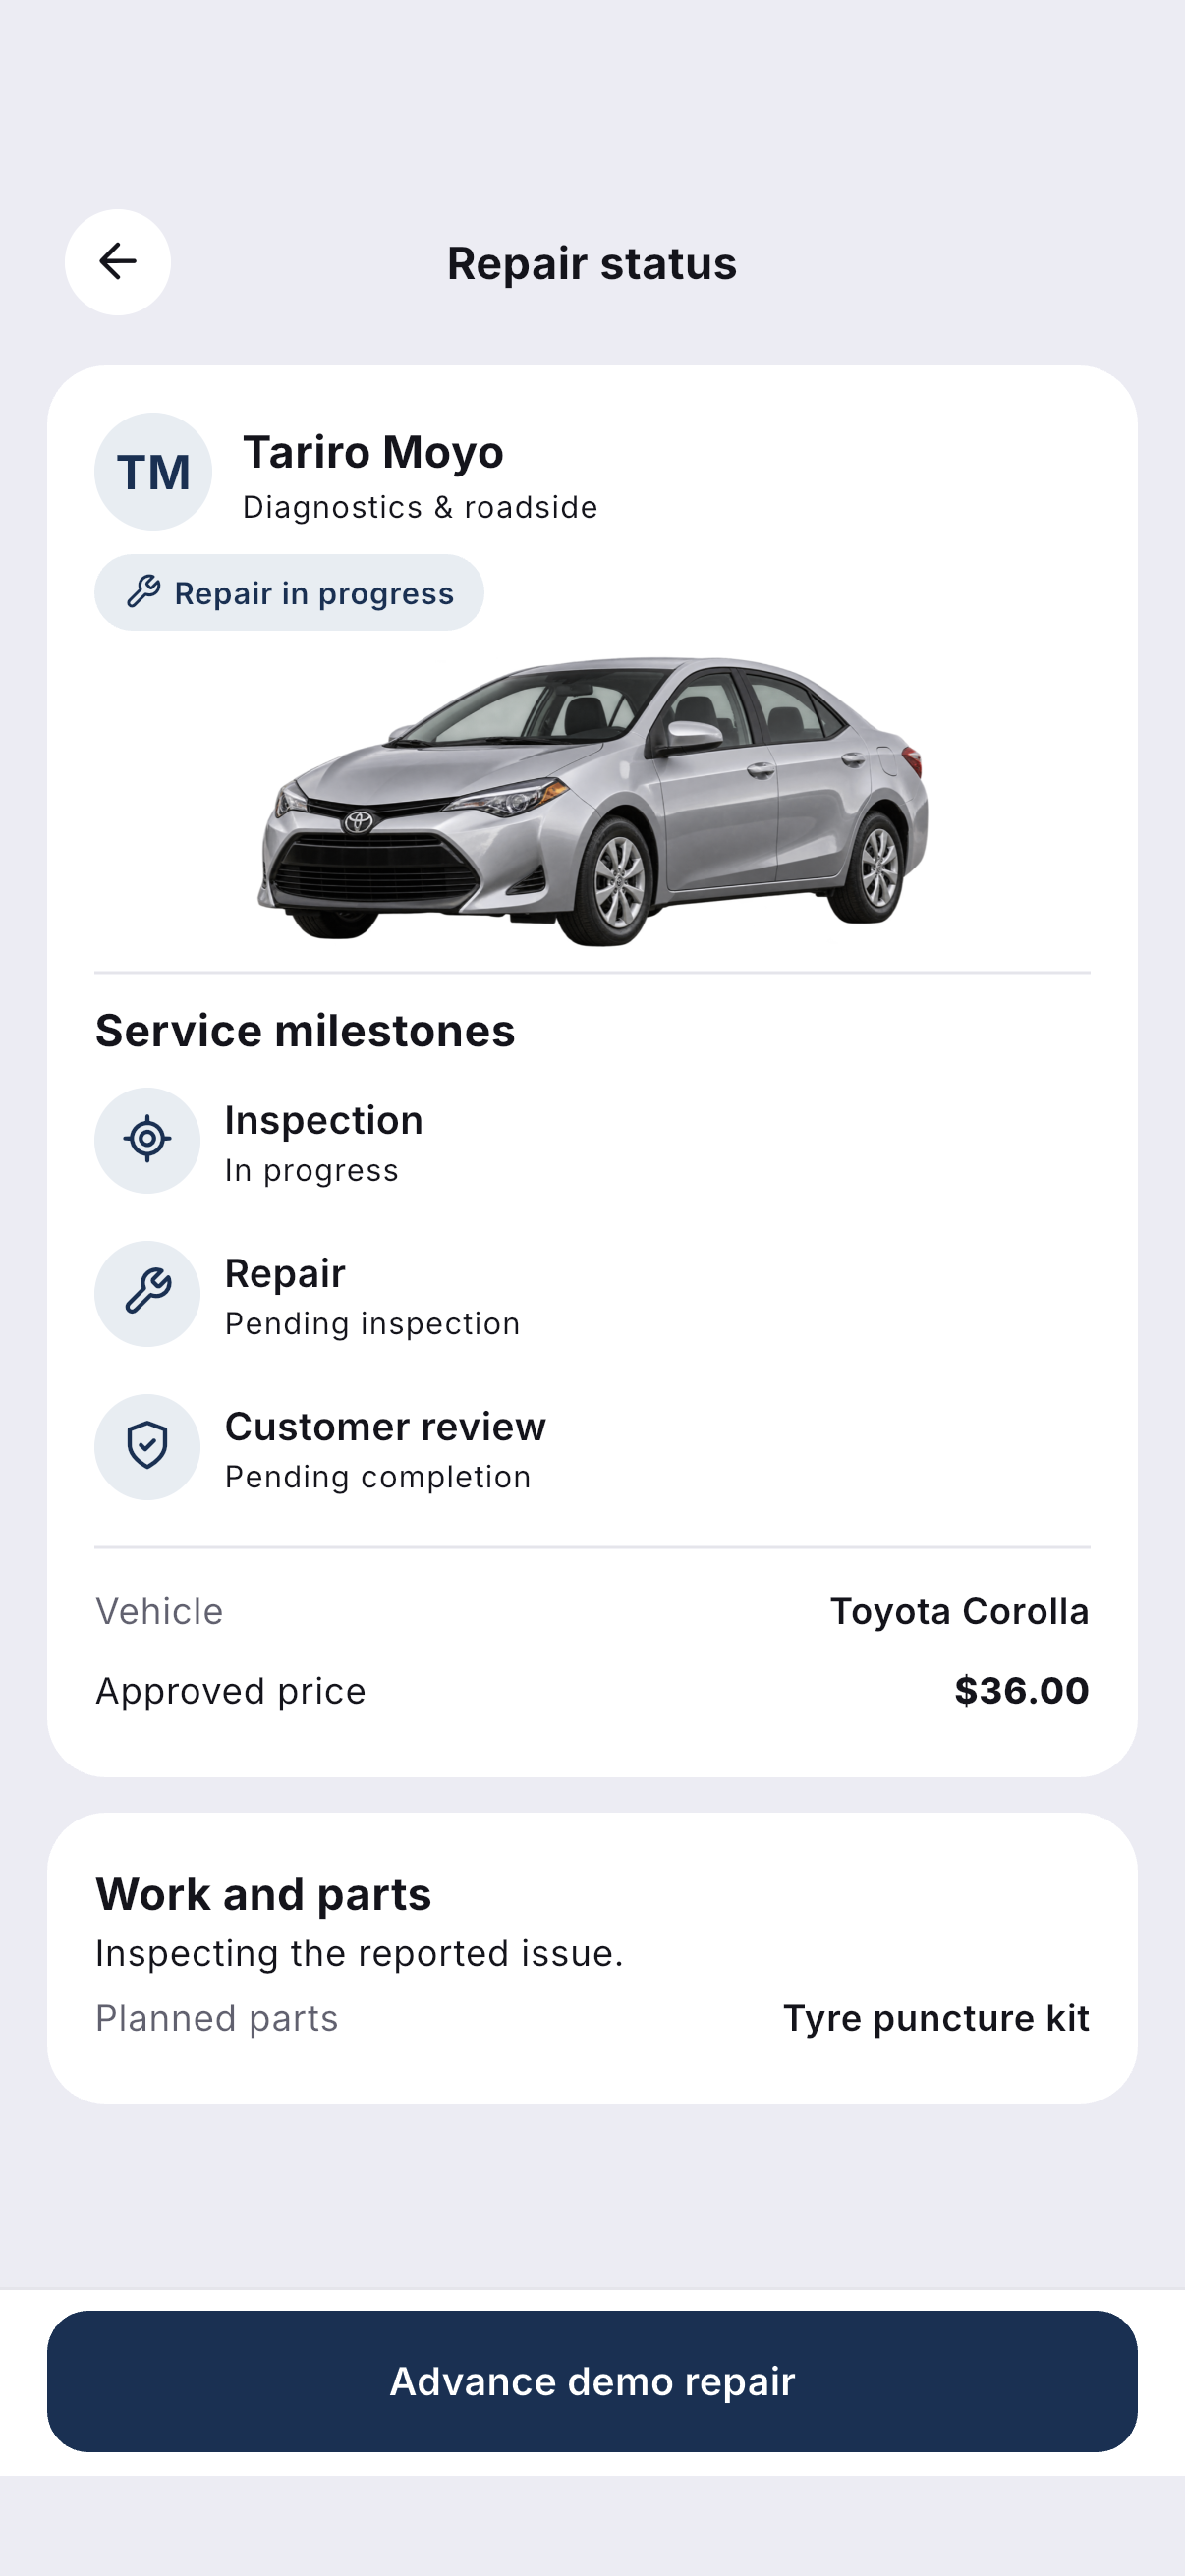 Repair status
TM
Tariro Moyo
Diagnostics & roadside
Repair in progress
Service milestones
Inspection
In progress
Repair
Pending inspection
Customer review
Pending completion
Vehicle
Toyota Corolla
Approved price
$36.00
Work and parts
Inspecting the reported issue.
Planned parts
Tyre puncture kit
Advance demo repair